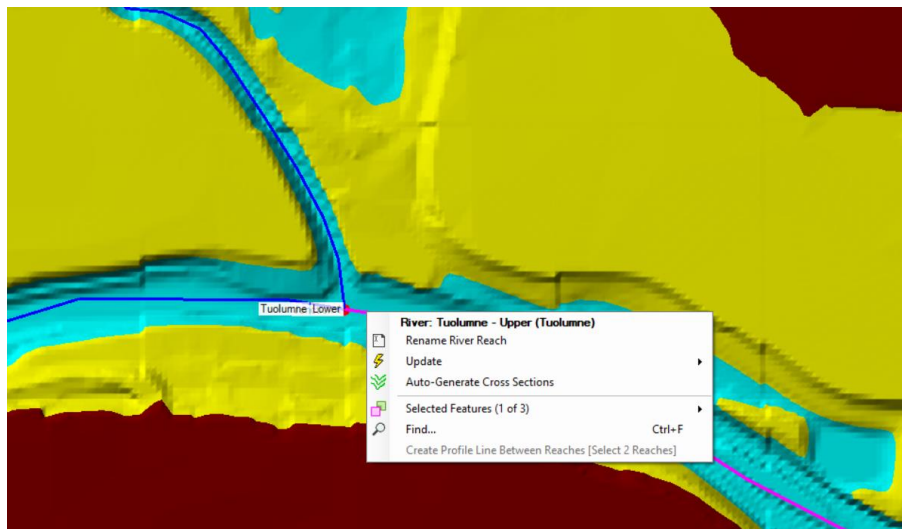 Tuolumne Lower
River: Tuolumne - Upper (Tuolumne)
Rename River Reach
Update
Auto-Generate Cross Sections
Selected Features (1 of 3)
Find... Ctrl+F
Create Profile Line Between Reaches [Select 2 Reaches]